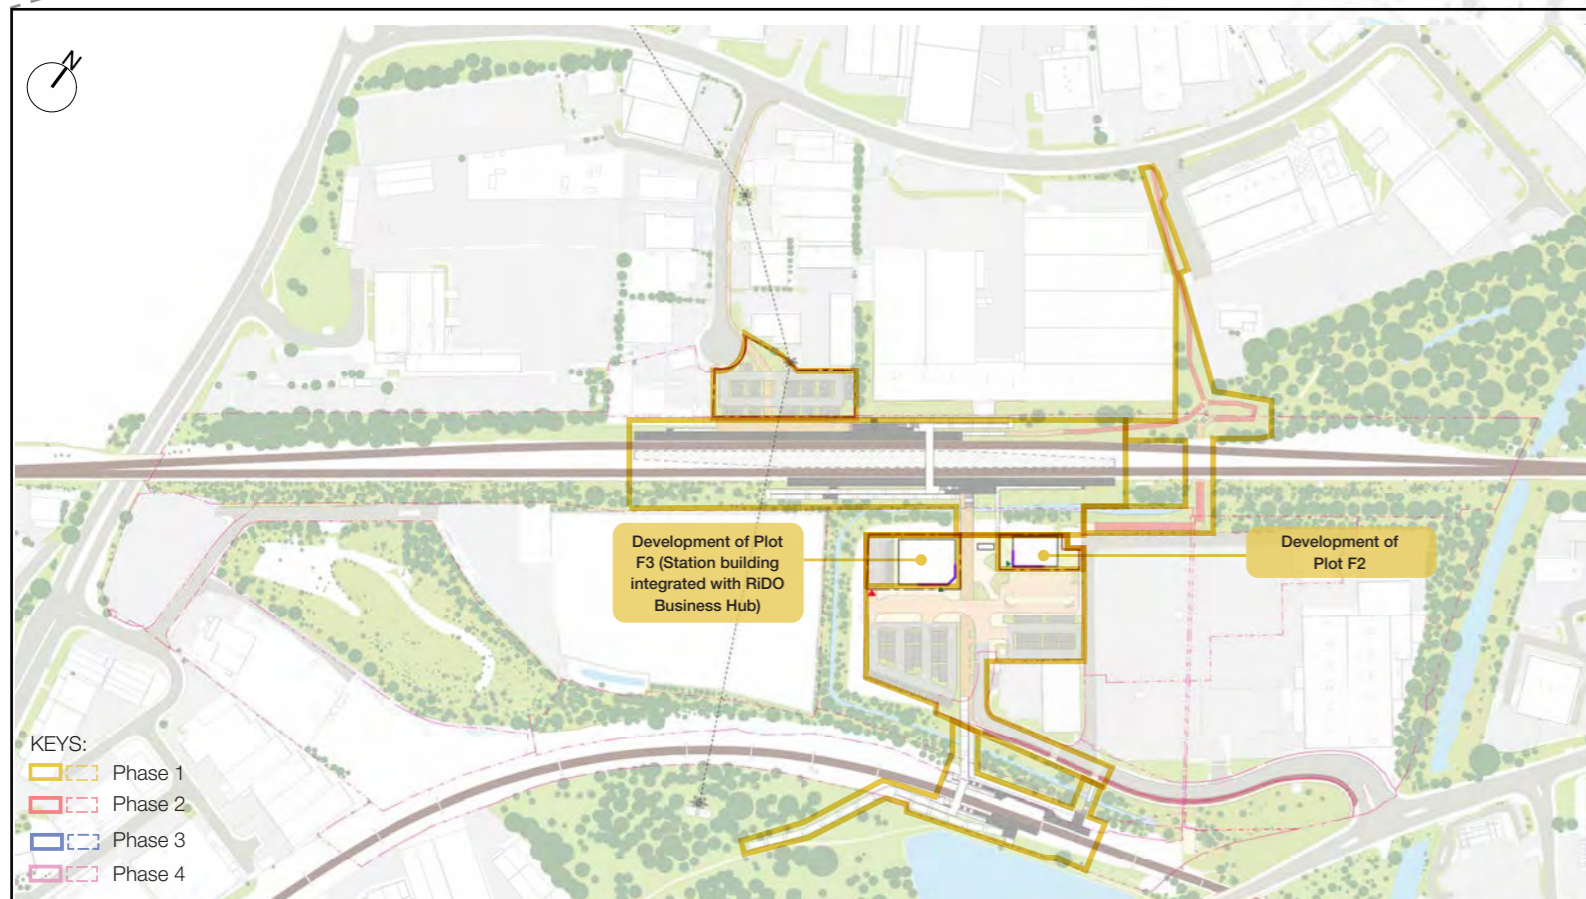 N
Development of Plot
F3 (Station building
integrated with RiDO
Business Hub)
Development of
Plot F2
KEYS:
Phase 1
Phase 2
Phase 3
Phase 4